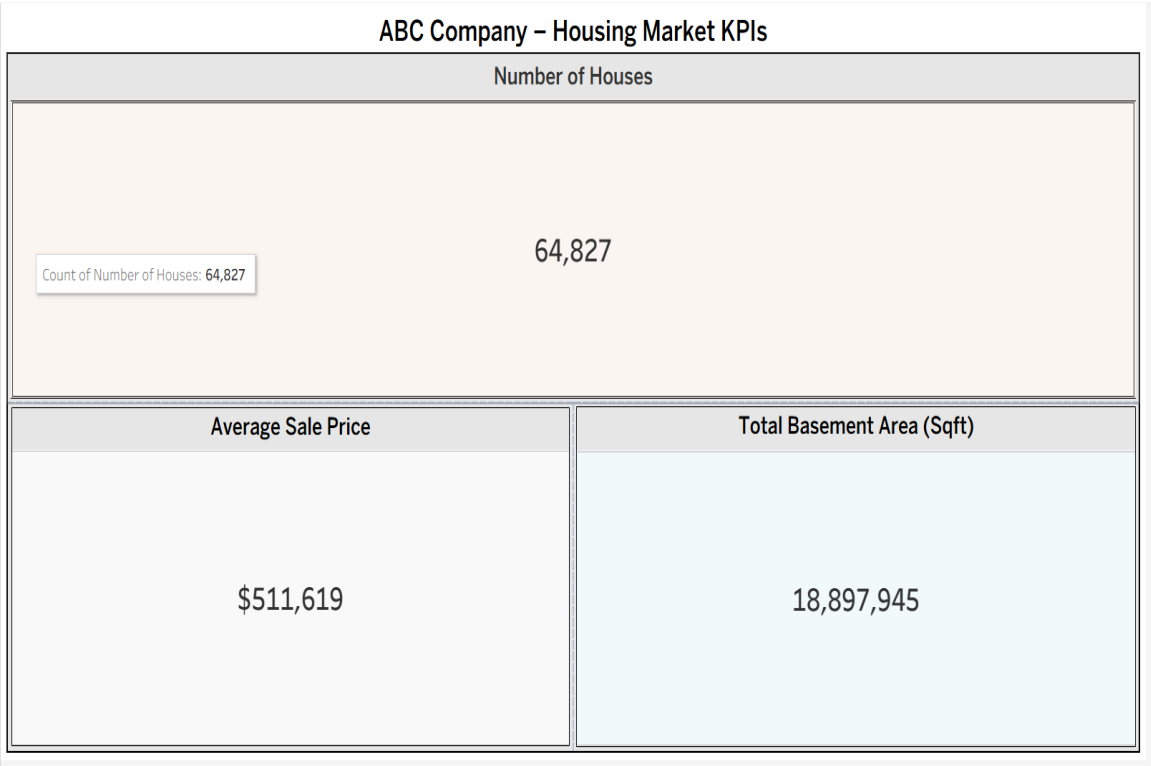 ABC Company – Housing Market KPIs
Number of Houses
64,827
Count of Number of Houses: 64,827
Average Sale Price
Total Basement Area (Sqft)
$511,619
18,897,945